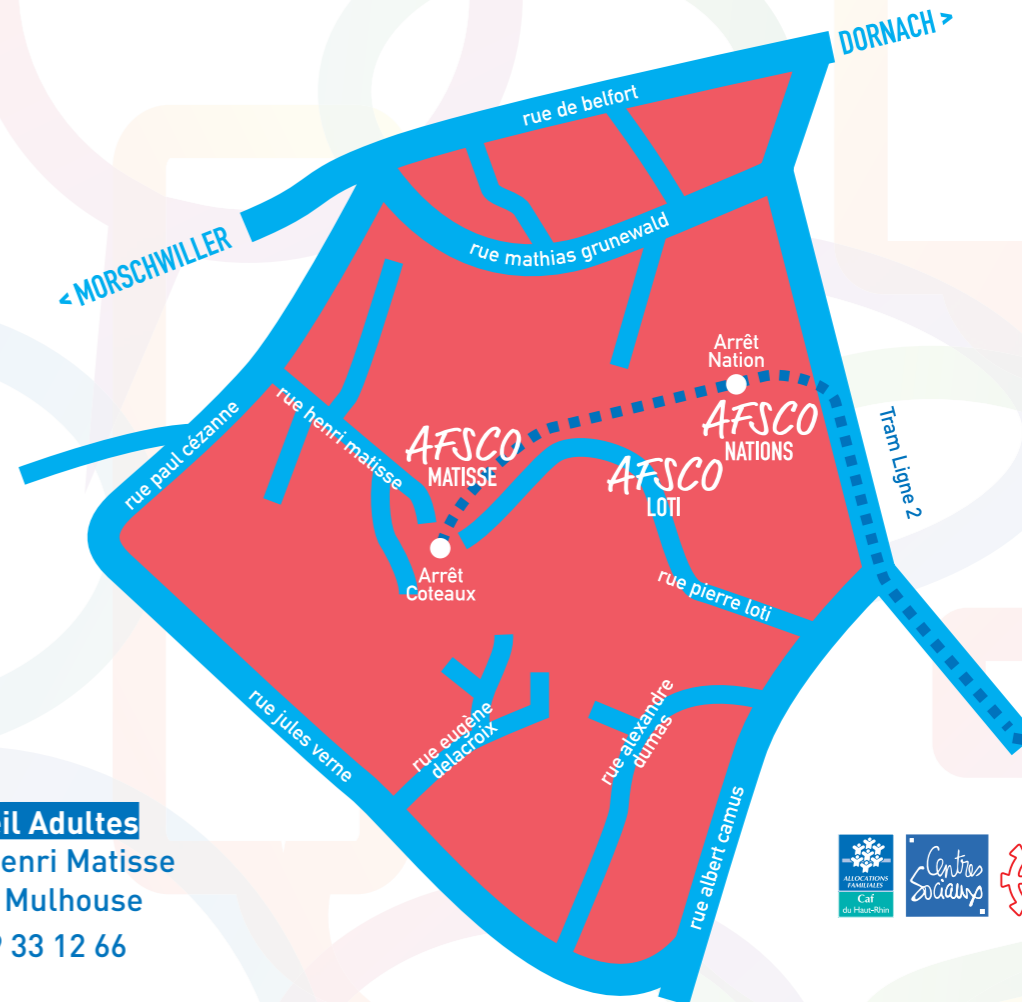 DORNACH >
rue de belfort
rue mathias grunewald
< MORSCHWILLER
Arrêt
Nation
rue henri matisse
rue paul cézanne
AFSCO
MATISSE
AFSCO
NATIONS
AFSCO
LOTI
Tram Ligne 2
Arrêt
Coteaux
rue pierre loti
rue jules verne
rue eugène
delacroix
rue alexandre
dumas
rue albert camus
il Adultes
enri Matisse
Mulhouse
33 12 66
ALLOCATIONS
FAMILIALES
Caf
du Haut-Rhin
Centres
Sociaux